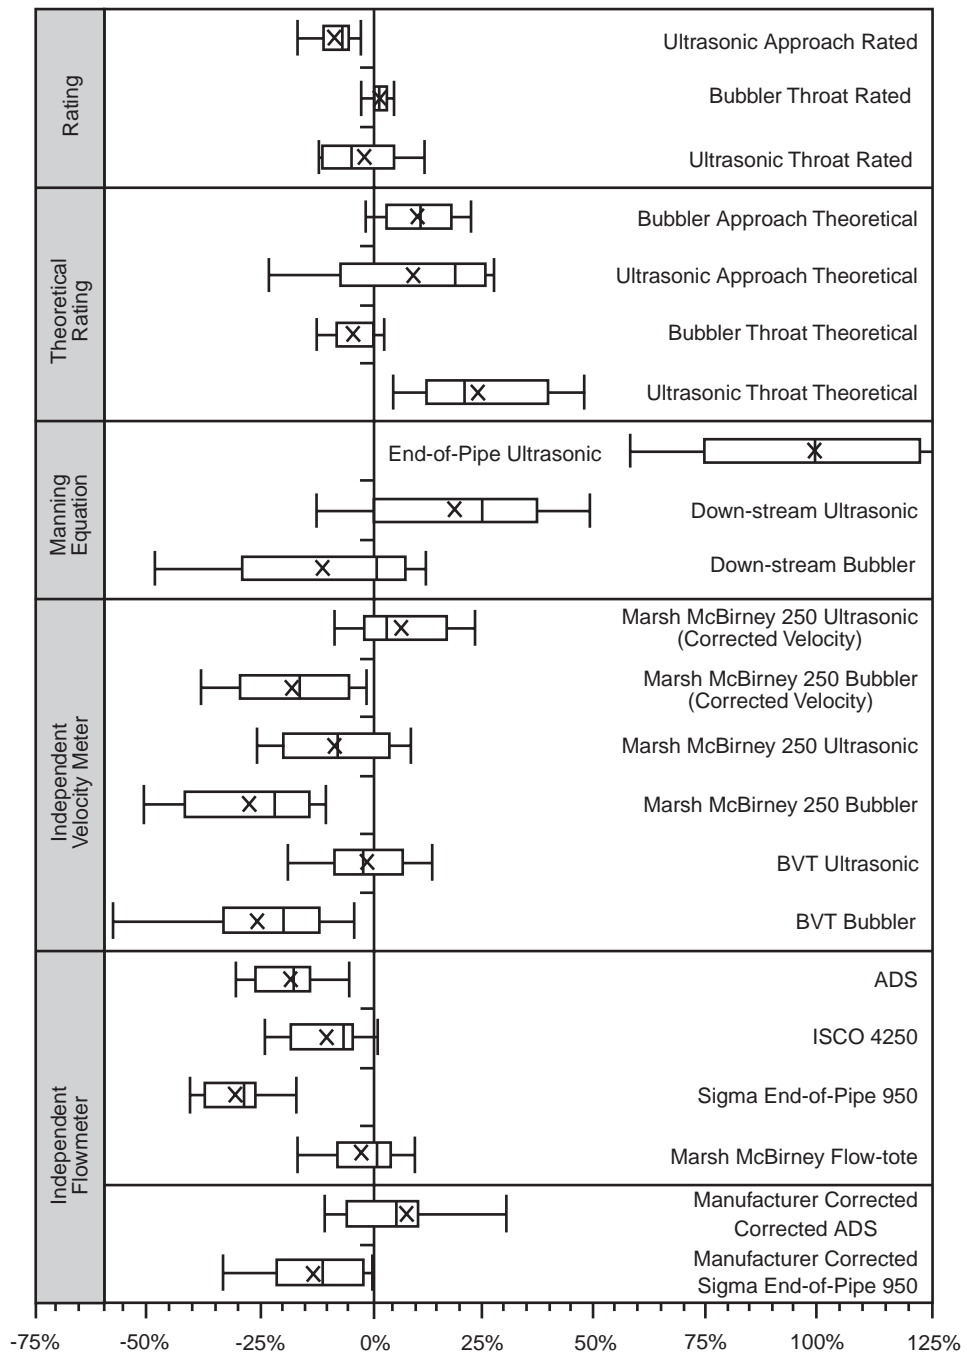 Rating
Ultrasonic Approach Rated
Bubbler Throat Rated
Ultrasonic Throat Rated
Theoretical
Rating
Bubbler Approach Theoretical
Ultrasonic Approach Theoretical
Bubbler Throat Theoretical
Ultrasonic Throat Theoretical
Manning
Equation
End-of-Pipe Ultrasonic
Down-stream Ultrasonic
Down-stream Bubbler
Independent
Velocity Meter
Marsh McBirney 250 Ultrasonic
(Corrected Velocity)
Marsh McBirney 250 Bubbler
(Corrected Velocity)
Marsh McBirney 250 Ultrasonic
Marsh McBirney 250 Bubbler
BVT Ultrasonic
BVT Bubbler
Independent
Flowmeter
ADS
ISCO 4250
Sigma End-of-Pipe 950
Marsh McBirney Flow-tote
Manufacturer Corrected
Corrected ADS
Manufacturer Corrected
Sigma End-of-Pipe 950
-75% -50% -25% 0% 25% 50% 75% 100% 125%